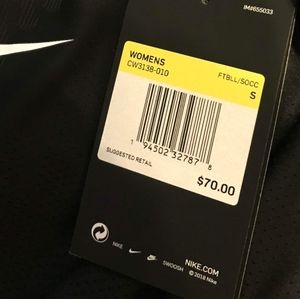 IM#655033
WOMENS
CW3138-010
FTBLL/SOCC
S
1 94502 32787 8
SUGGESTED RETAIL
$70.00
NIKE
SWOOSH
NIKE.COM
© 2018 Nike